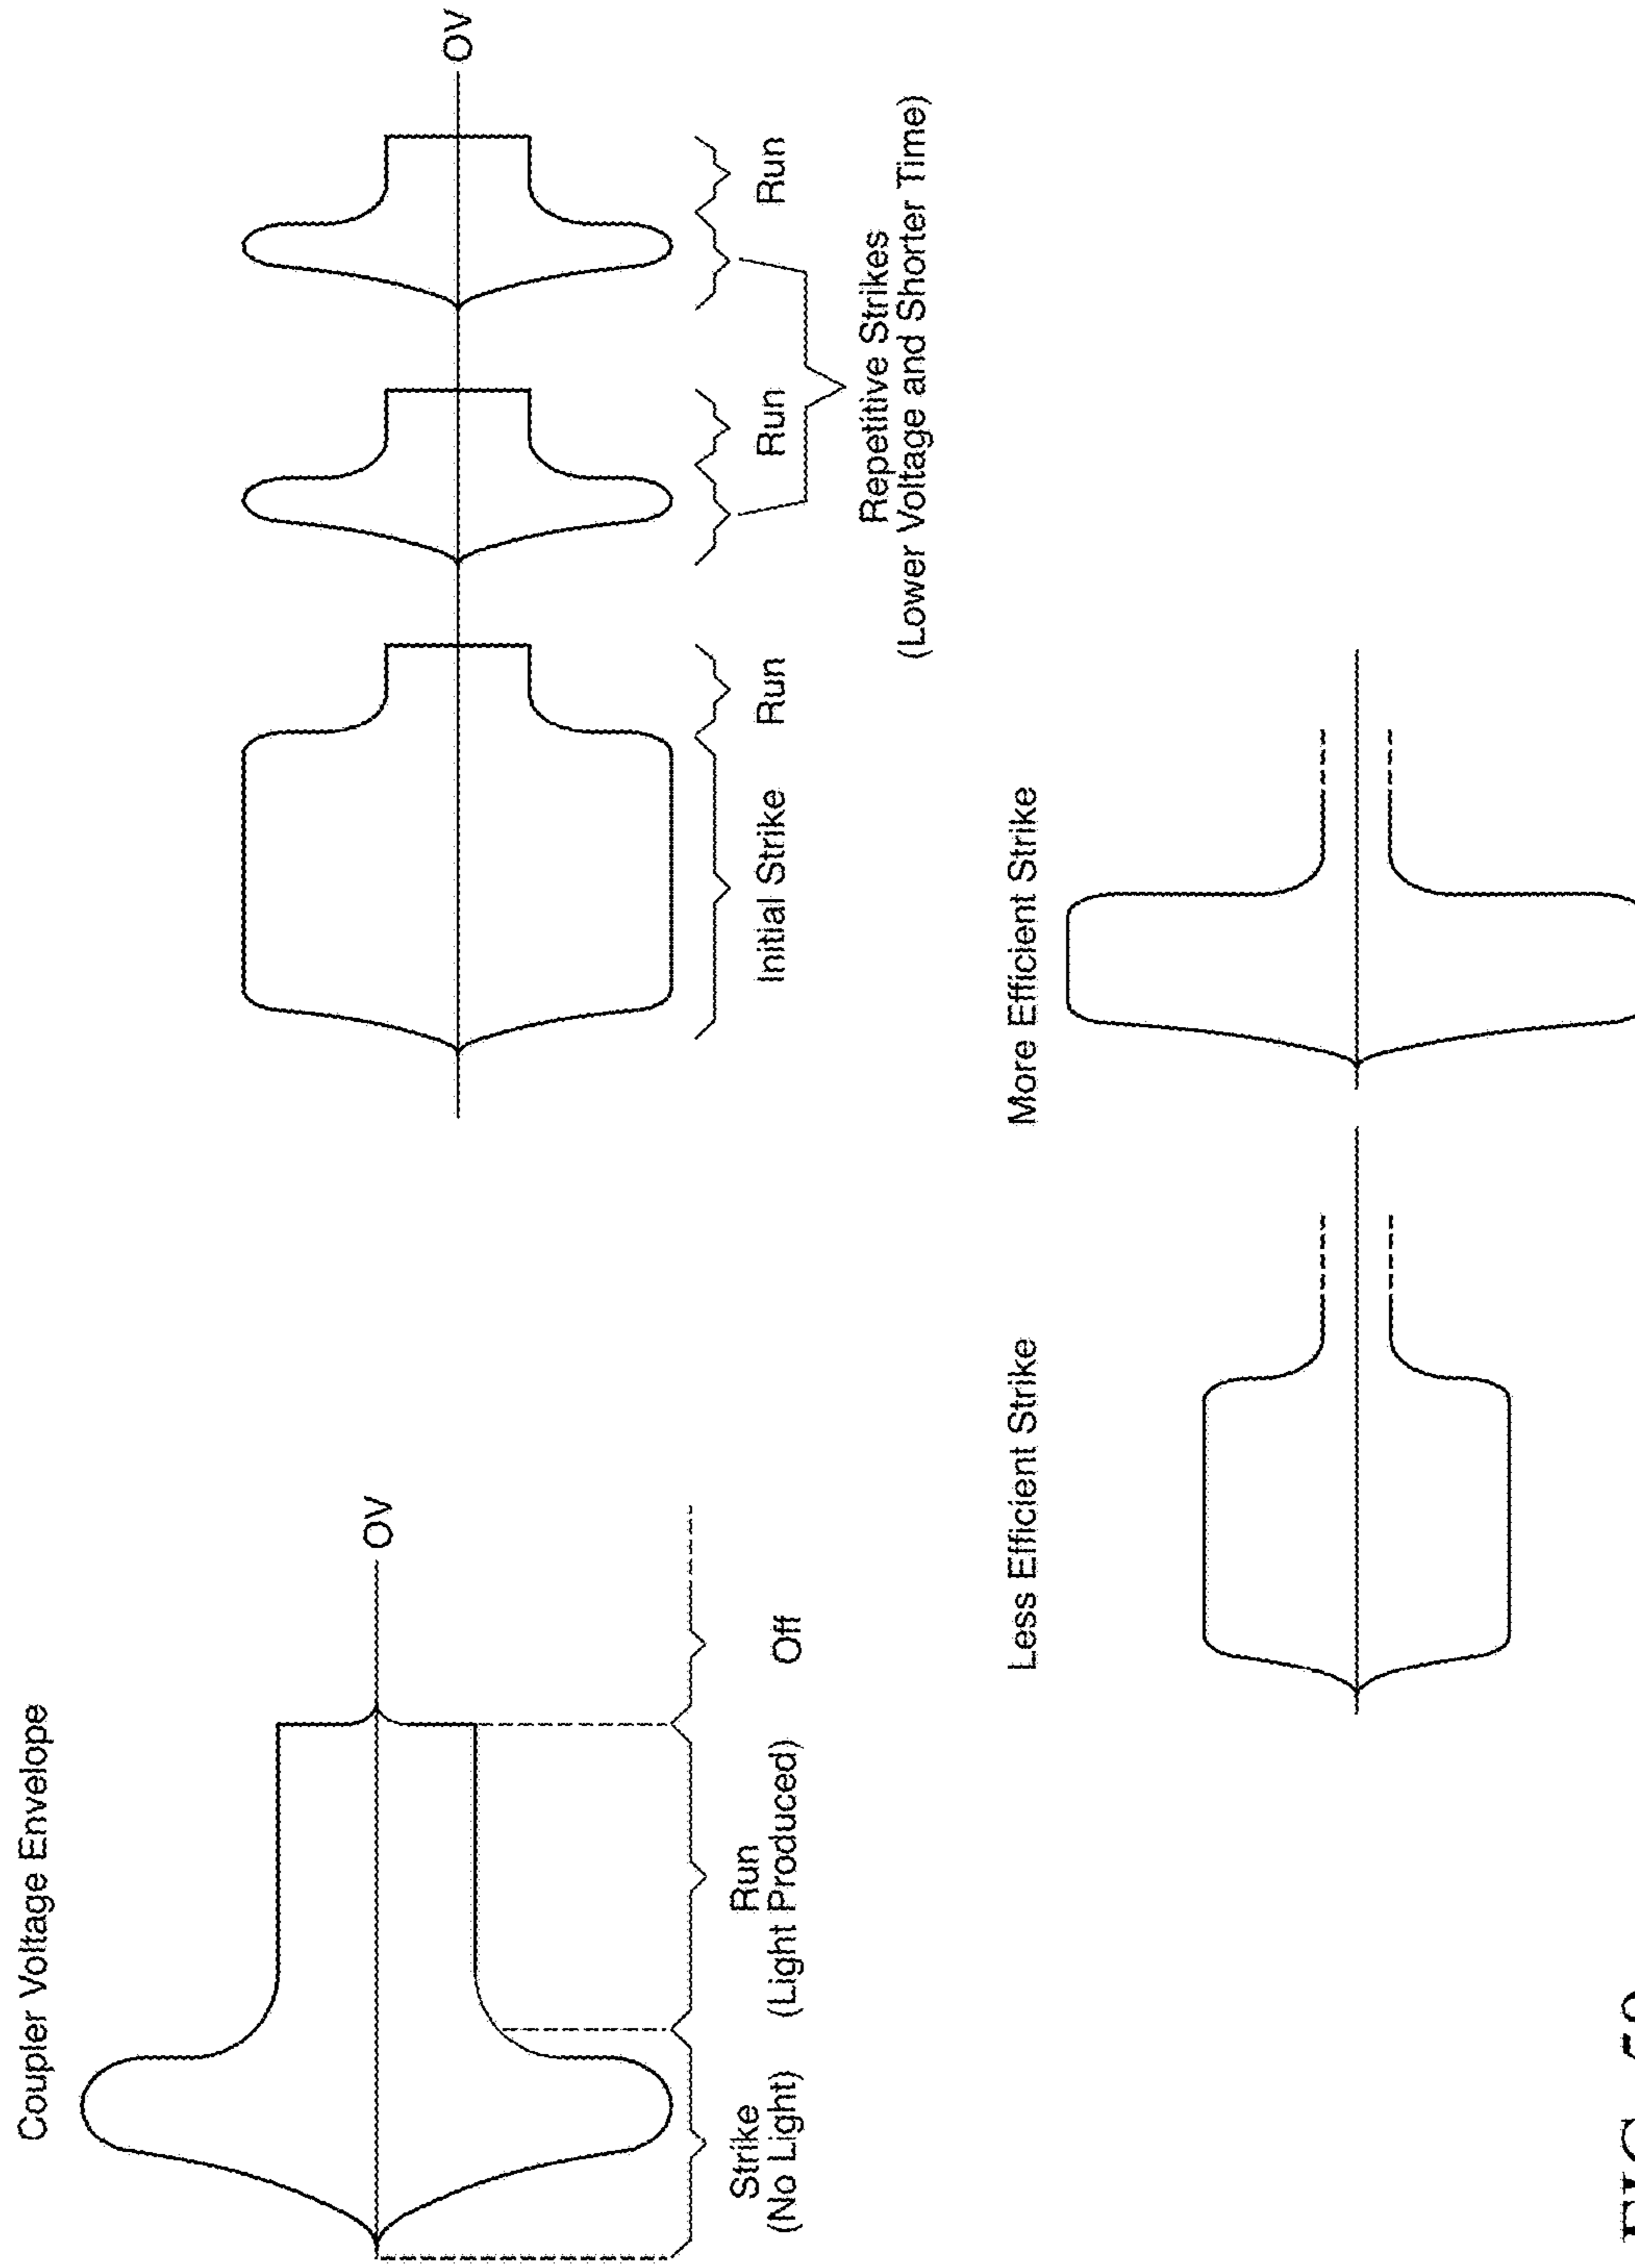 Coupler Voltage Envelope
OV
Strike
(No Light)
Run
(Light Produced)
Off
OV
Initial Strike
Run
Run
Run
Repetitive Strikes
(Lower Voltage and Shorter Time)
Less Efficient Strike
More Efficient Strike